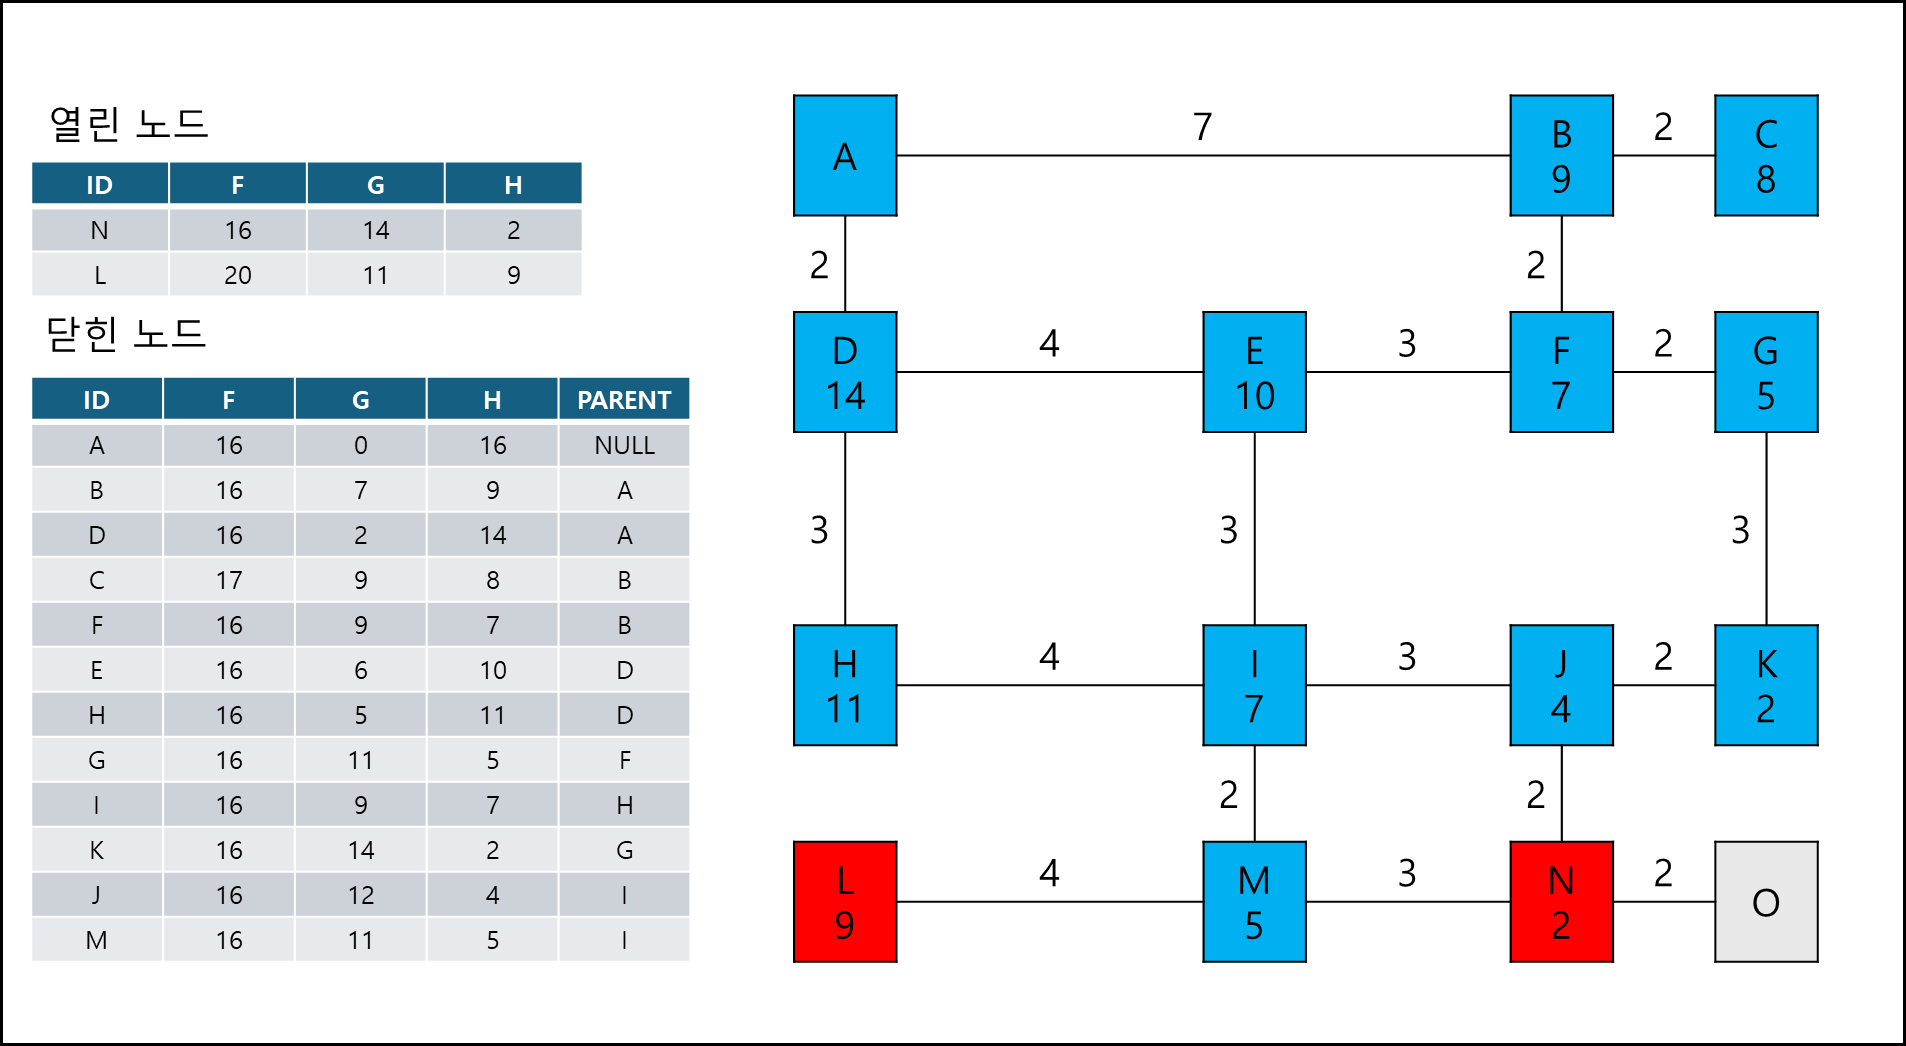 열린 노드
ID F G H
N 16 14 2
L 20 11 9
닫힌 노드
ID F G H PARENT
A 16 0 16 NULL
B 16 7 9 A
D 16 2 14 A
C 17 9 8 B
F 16 9 7 B
E 16 6 10 D
H 16 5 11 D
G 16 11 5 F
I 16 9 7 H
K 16 14 2 G
J 16 12 4 I
M 16 11 5 I
7 2
A B C
9 8
2 2
4 3 2
D E F G
14 10 7 5
3 3 3
4 3 2
H I J K
11 7 4 2
2 2
4 3 2
L M N O
9 5 2